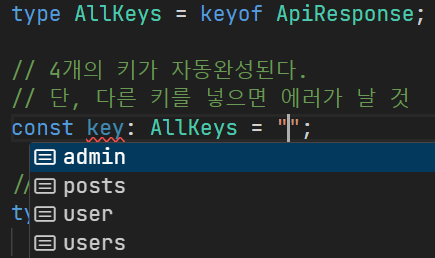 type AllKeys = keyof ApiResponse;
// 4개의 키가 자동완성된다.
// 단, 다른 키를 넣으면 에러가 날 것
const key: AllKeys = "";
admin
posts
user
users